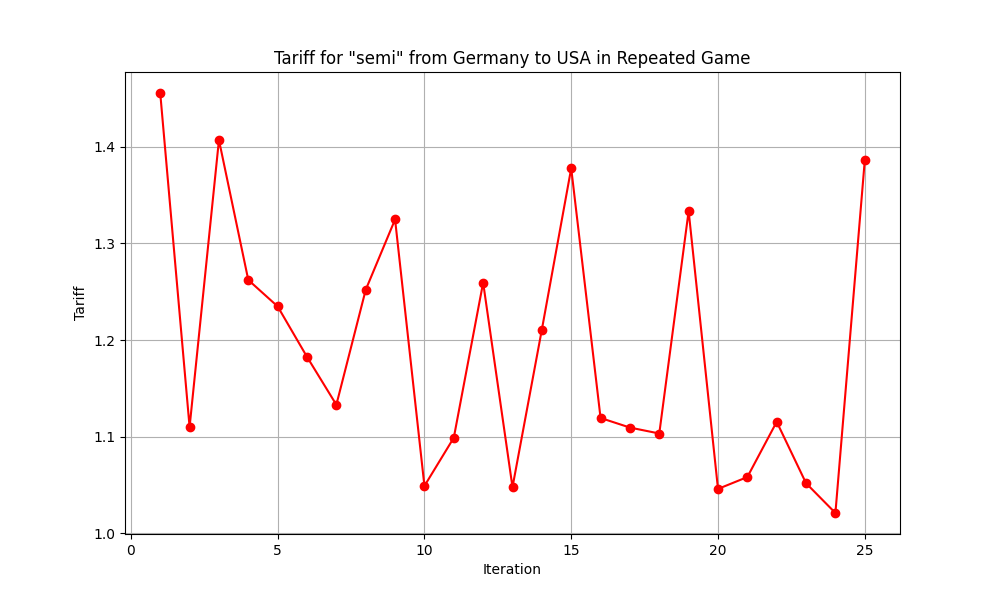 Tariff for "semi" from Germany to USA in Repeated Game
Tariff
1.4
1.3
1.2
1.1
1.0
0 5 10 15 20 25
Iteration